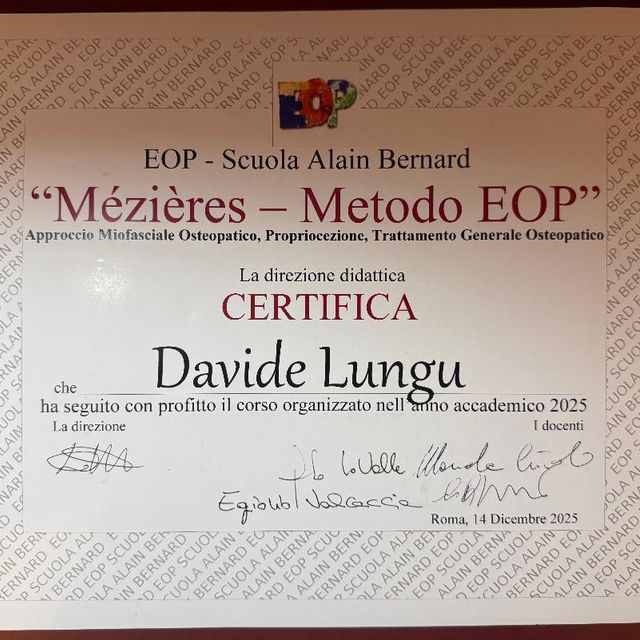 EOP
EOP - Scuola Alain Bernard
“Mézières – Metodo EOP”
Approccio Miofasciale Osteopatico, Propriocezione, Trattamento Generale Osteopatico
La direzione didattica
CERTIFICA
che Davide Lungu
ha seguito con profitto il corso organizzato nell'anno accademico 2025
La direzione I docenti
Roma, 14 Dicembre 2025